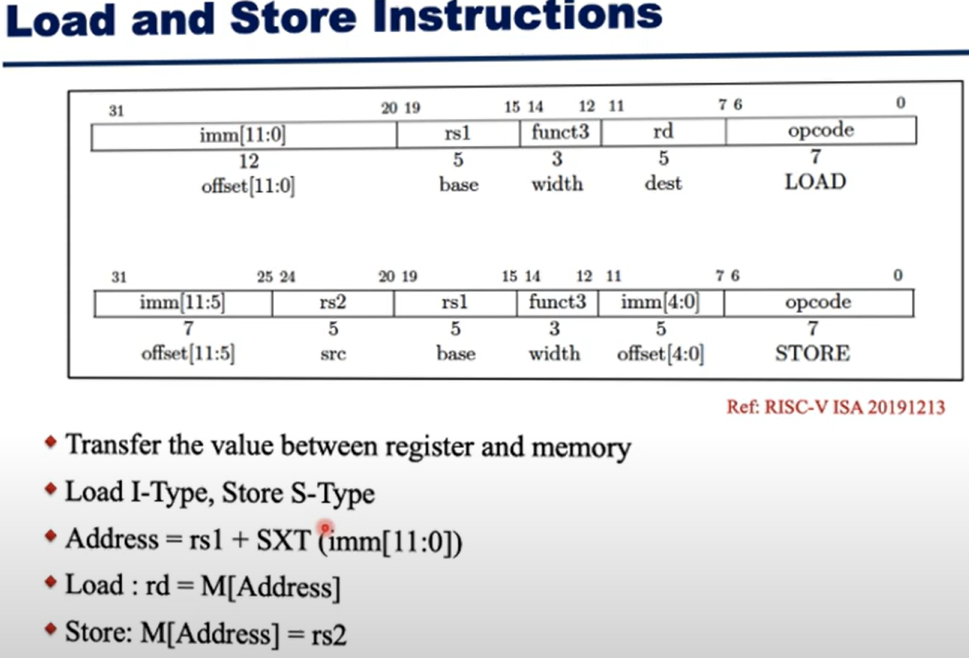 Load and Store Instructions
31 20 19 15 14 12 11 7 6 0
imm[11:0] rs1 funct3 rd opcode
12 5 3 5 7
offset[11:0] base width dest LOAD
31 25 24 20 19 15 14 12 11 7 6 0
imm[11:5] rs2 rs1 funct3 imm[4:0] opcode
7 5 5 3 5 7
offset[11:5] src base width offset[4:0] STORE
Ref: RISC-V ISA 20191213
Transfer the value between register and memory
Load I-Type, Store S-Type
Address = rs1 + SXT (imm[11:0])
Load : rd = M[Address]
Store: M[Address] = rs2